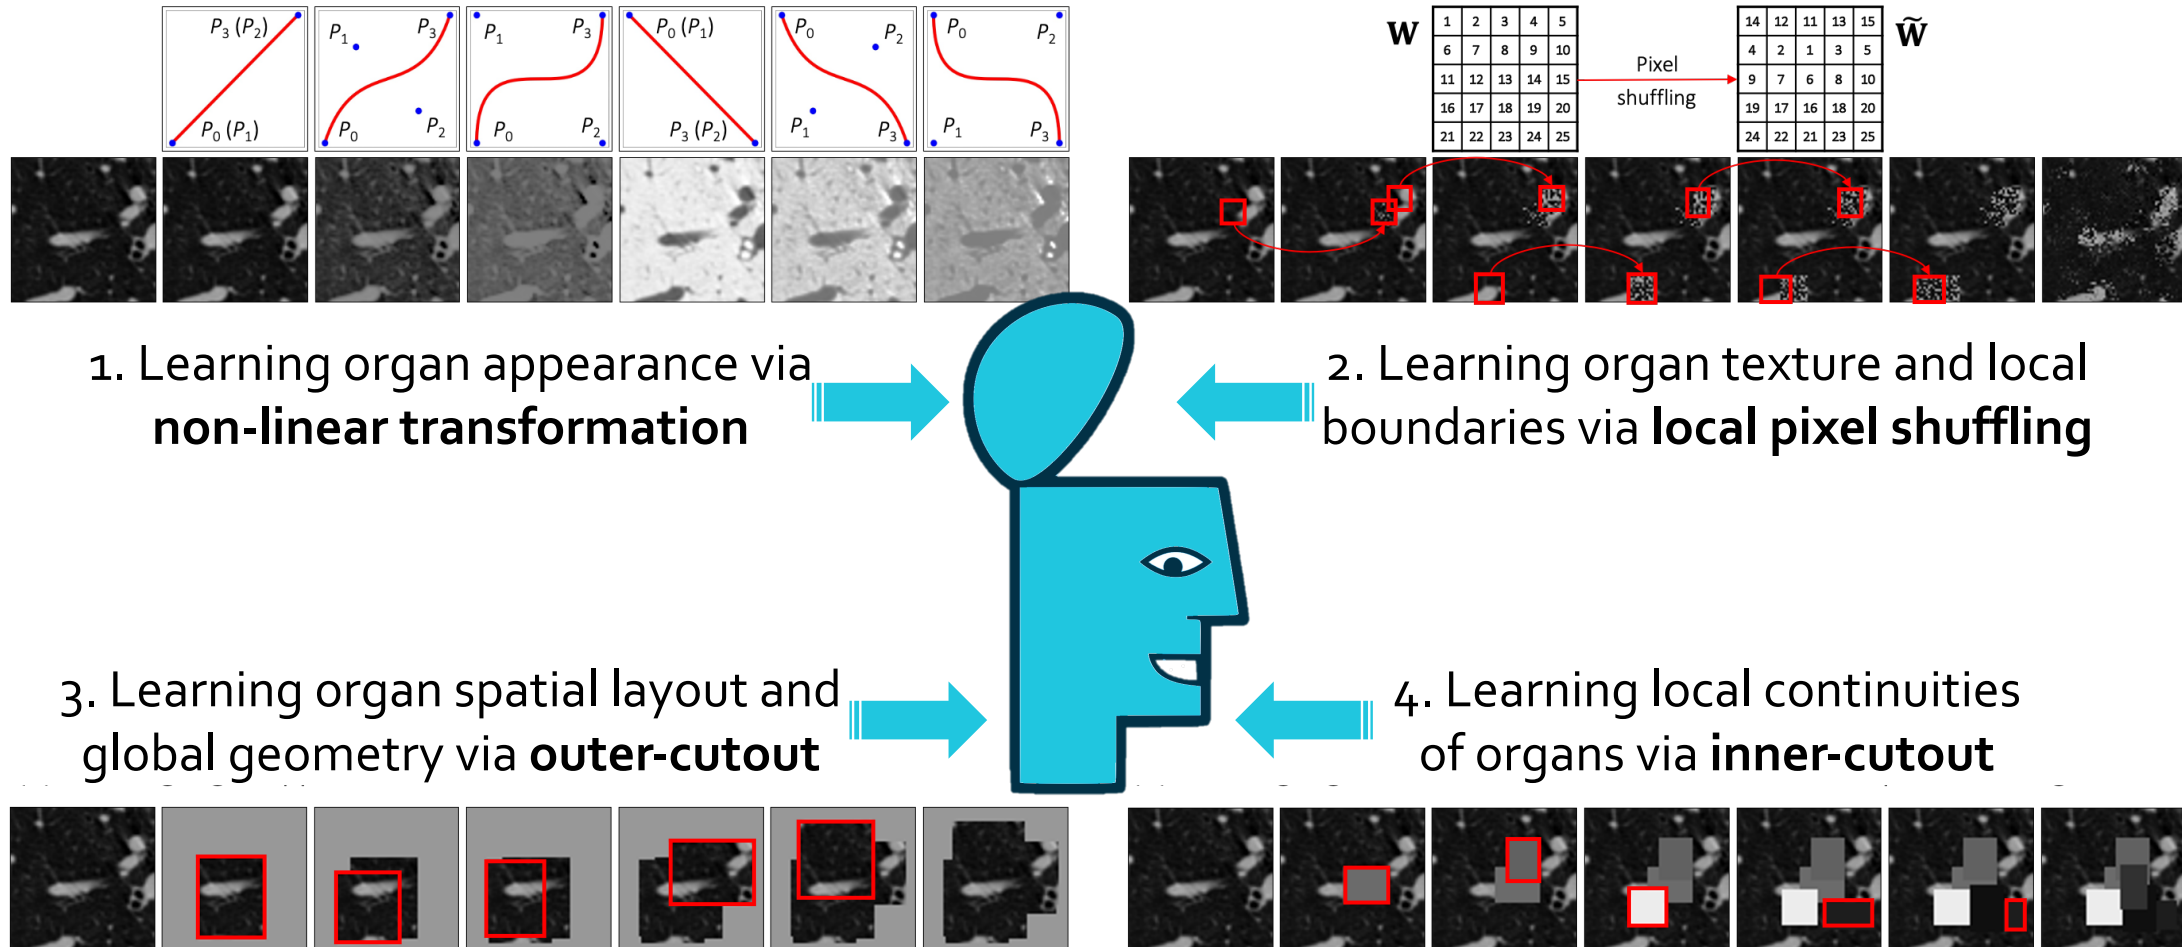 P3 (P2)
P0 (P1)
P1
P3
P0
P2
P1
P3
P0
P2
P0 (P1)
P3 (P2)
P0
P2
P1
P3
P0
P2
P1
P3
W
1 2 3 4 5
6 7 8 9 10
11 12 13 14 15
16 17 18 19 20
21 22 23 24 25
Pixel
shuffling
14 12 11 13 15
4 2 1 3 5
9 7 6 8 10
19 17 16 18 20
24 22 21 23 25
W̃
1. Learning organ appearance via
non-linear transformation
2. Learning organ texture and local
boundaries via local pixel shuffling
3. Learning organ spatial layout and
global geometry via outer-cutout
4. Learning local continuities
of organs via inner-cutout